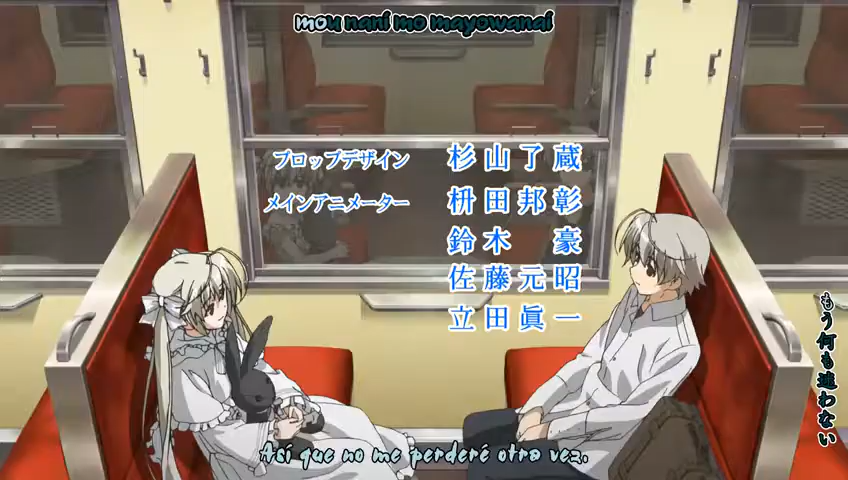 mou nani mo mayowanai
プロップデザイン 杉山了蔵
メインアニメーター 枡田邦彰
鈴木 豪
佐藤元昭
立田眞一
もう何も迷わない
Así que no me perderé otra vez.